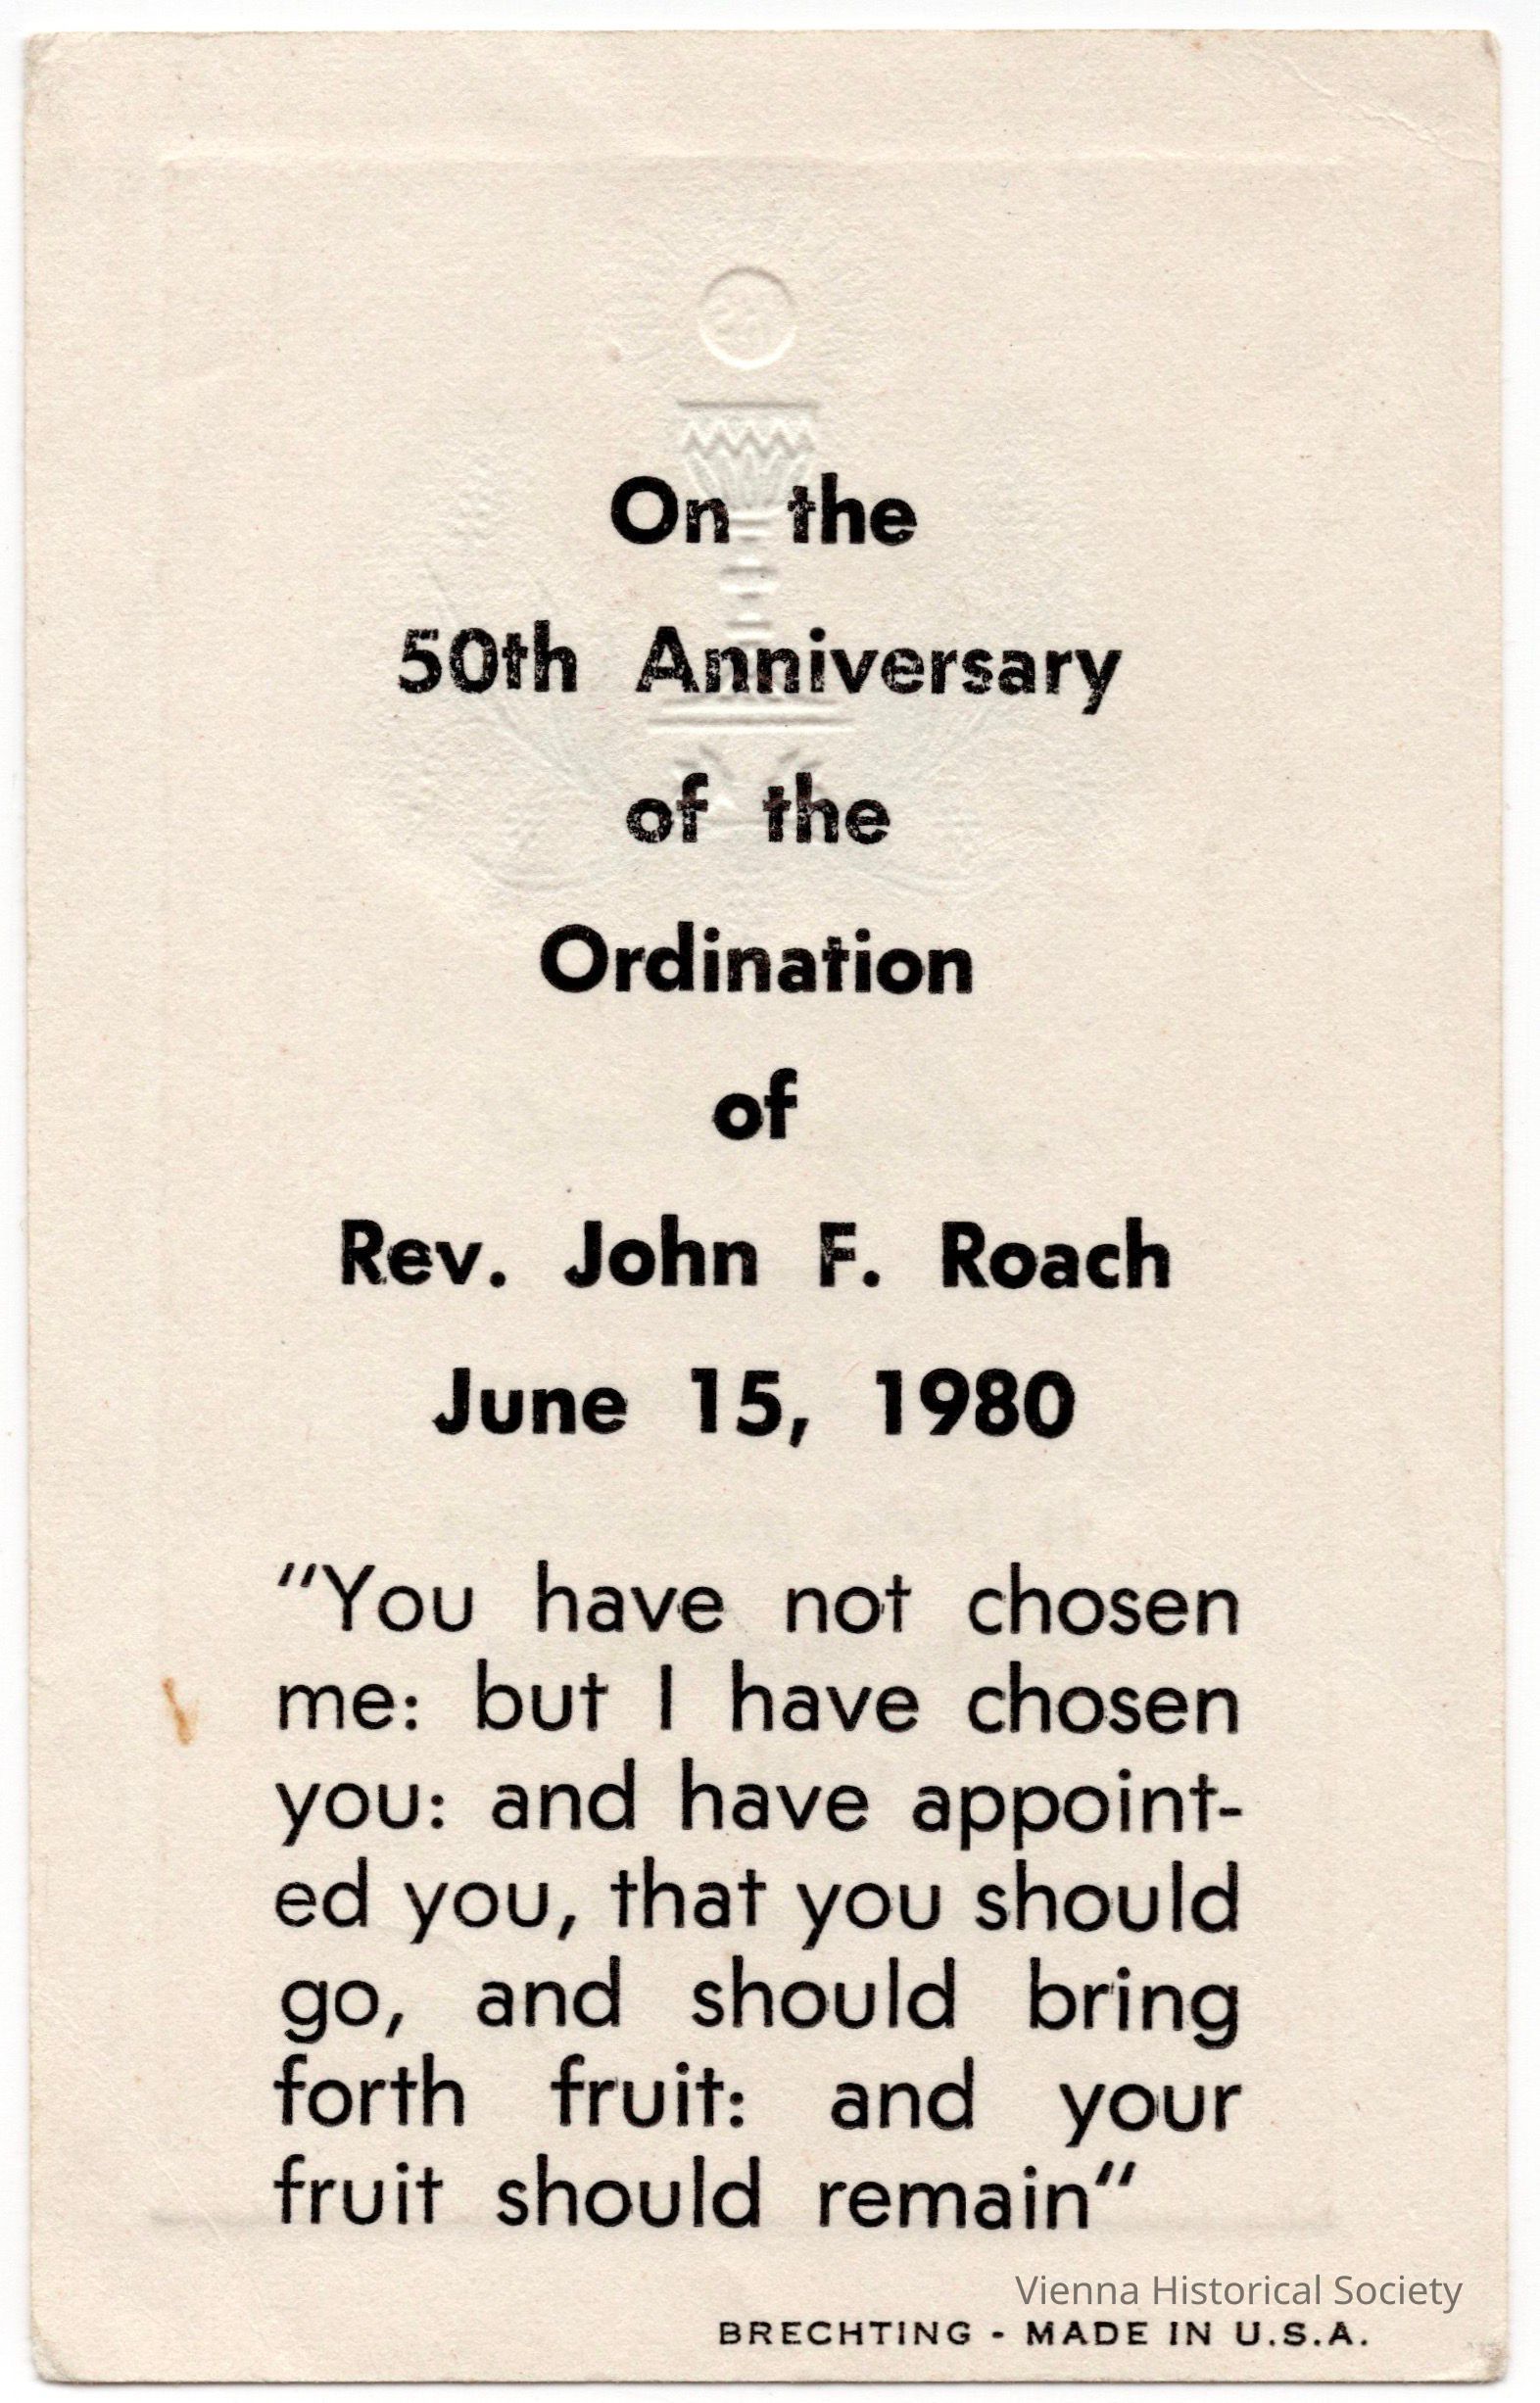 On the
50th Anniversary
of the
Ordination
of
Rev. John F. Roach
June 15, 1980
"You have not chosen
me: but I have chosen
you: and have appoint-
ed you, that you should
go, and should bring
forth fruit: and your
fruit should remain"
Vienna Historical Society
BRECHTING - MADE IN U.S.A.